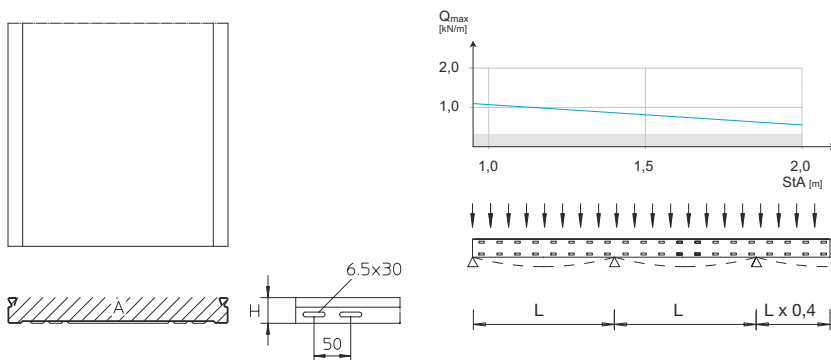 Qmax
[kN/m]
2,0
1,0
1,0 1,5 2,0
StA [m]
6.5x30
A
H
50
L L L x 0,4